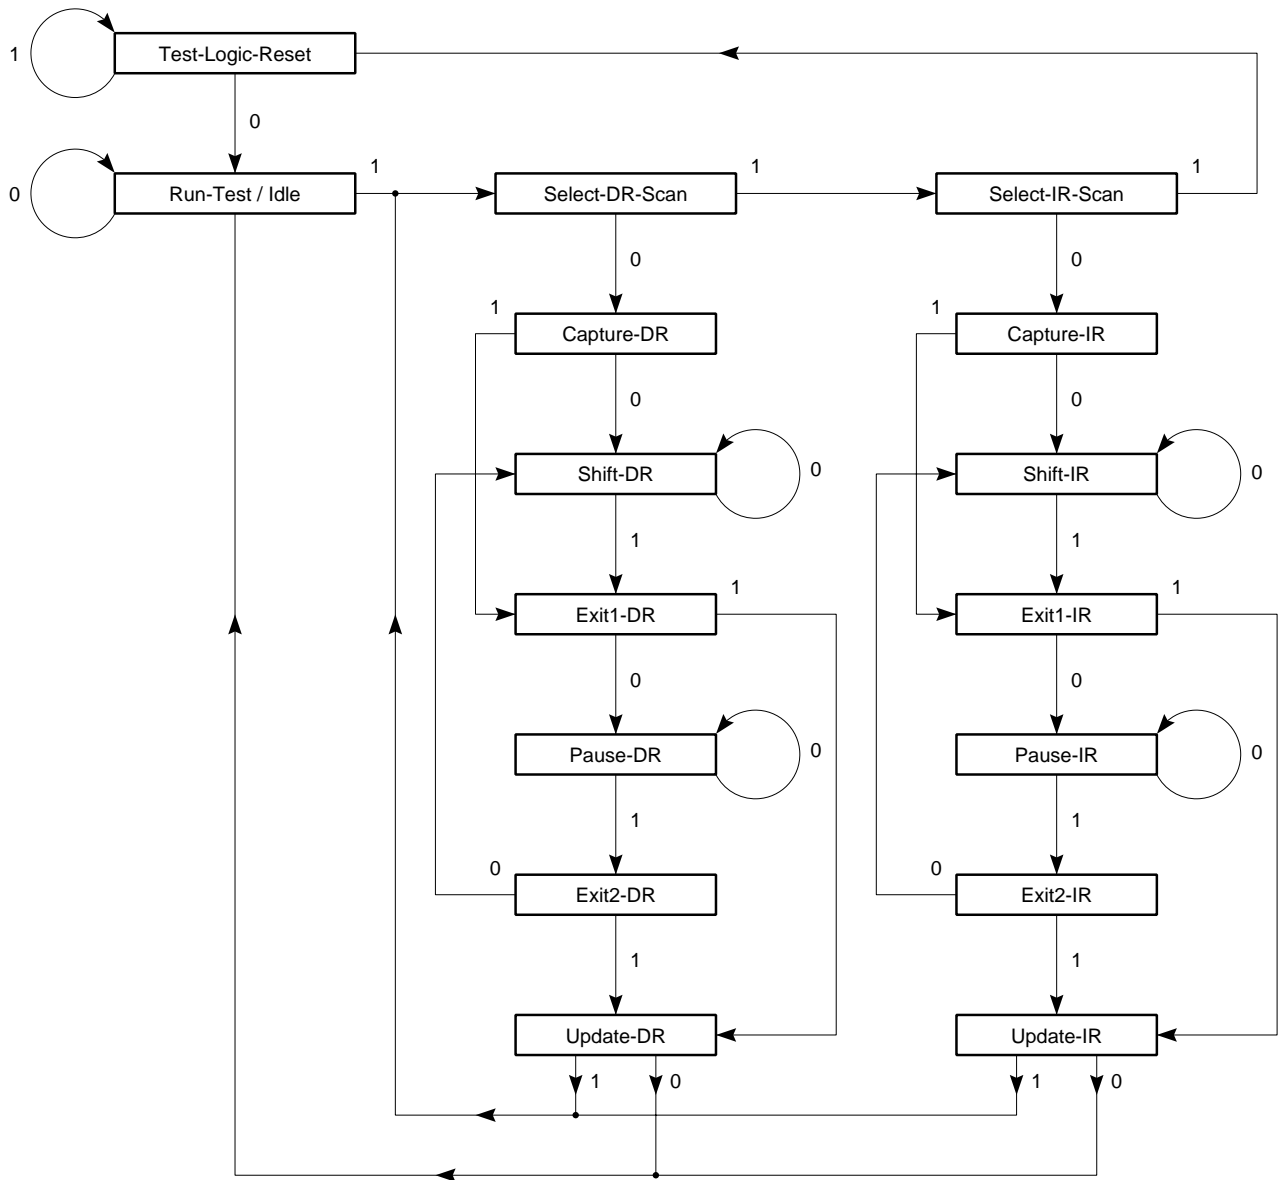 1
Test-Logic-Reset
0
0
Run-Test / Idle
1
Select-DR-Scan
1
Select-IR-Scan
1
0
0
1
Capture-DR
1
Capture-IR
0
0
Shift-DR
0
Shift-IR
0
1
1
Exit1-DR
1
Exit1-IR
1
0
0
Pause-DR
0
Pause-IR
0
1
1
0
Exit2-DR
0
Exit2-IR
1
1
Update-DR
Update-IR
1
0
1
0